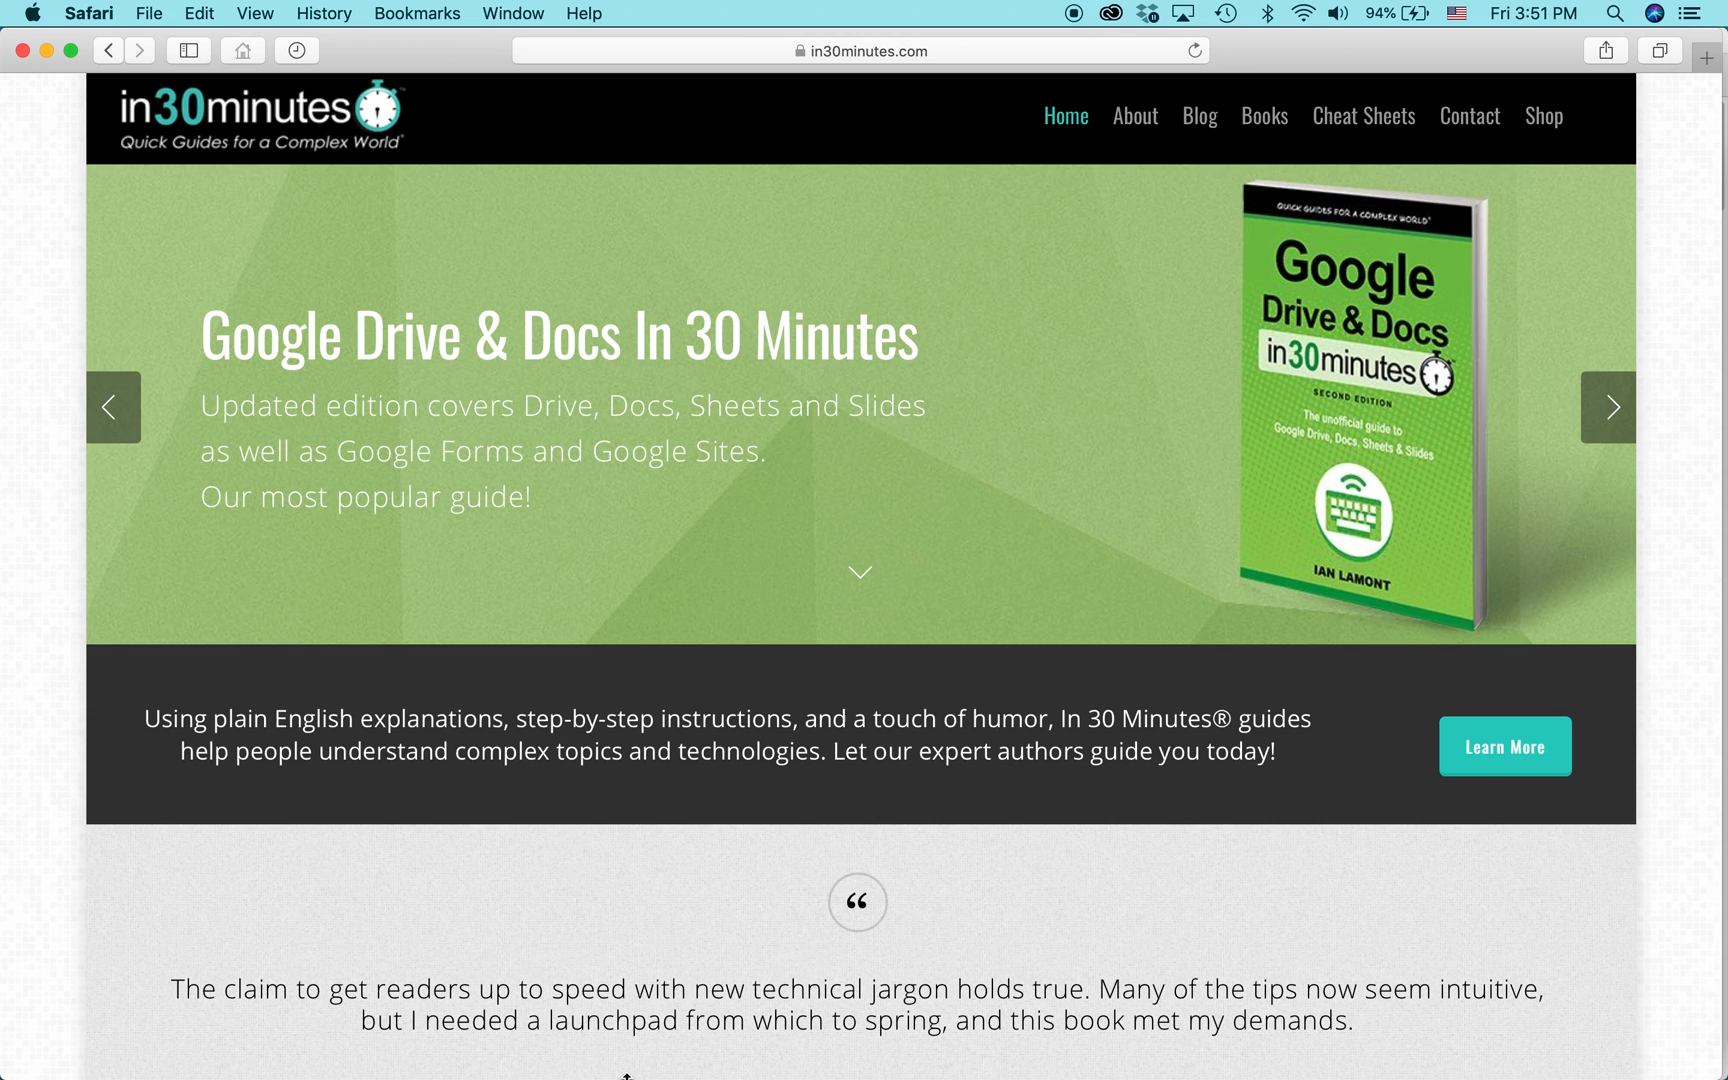 Safari File Edit View History Bookmarks Window Help 94% Fri 3:51 PM
in30minutes.com
in30minutes™
Quick Guides for a Complex World®
Home About Blog Books Cheat Sheets Contact Shop
Google Drive & Docs In 30 Minutes
Updated edition covers Drive, Docs, Sheets and Slides
as well as Google Forms and Google Sites.
Our most popular guide!
QUICK GUIDES FOR A COMPLEX WORLD®
Google
Drive & Docs
in30minutes™
SECOND EDITION
The unofficial guide to
Google Drive, Docs, Sheets & Slides
IAN LAMONT
Using plain English explanations, step-by-step instructions, and a touch of humor, In 30 Minutes® guides
help people understand complex topics and technologies. Let our expert authors guide you today!
Learn More
“
The claim to get readers up to speed with new technical jargon holds true. Many of the tips now seem intuitive,
but I needed a launchpad from which to spring, and this book met my demands.